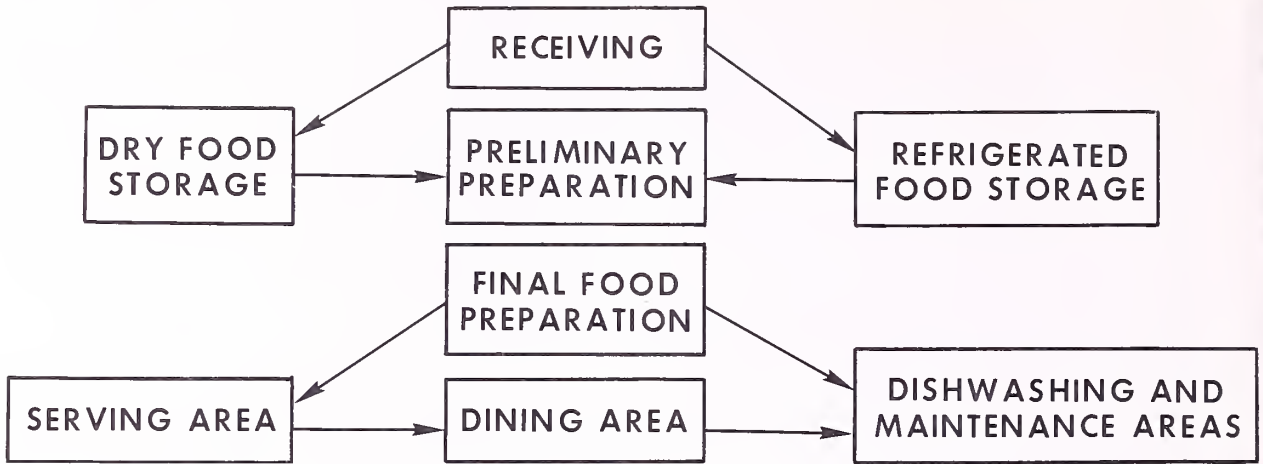 RECEIVING
DRY FOOD
STORAGE
PRELIMINARY
PREPARATION
REFRIGERATED
FOOD STORAGE
FINAL FOOD
PREPARATION
SERVING AREA
DINING AREA
DISHWASHING AND
MAINTENANCE AREAS